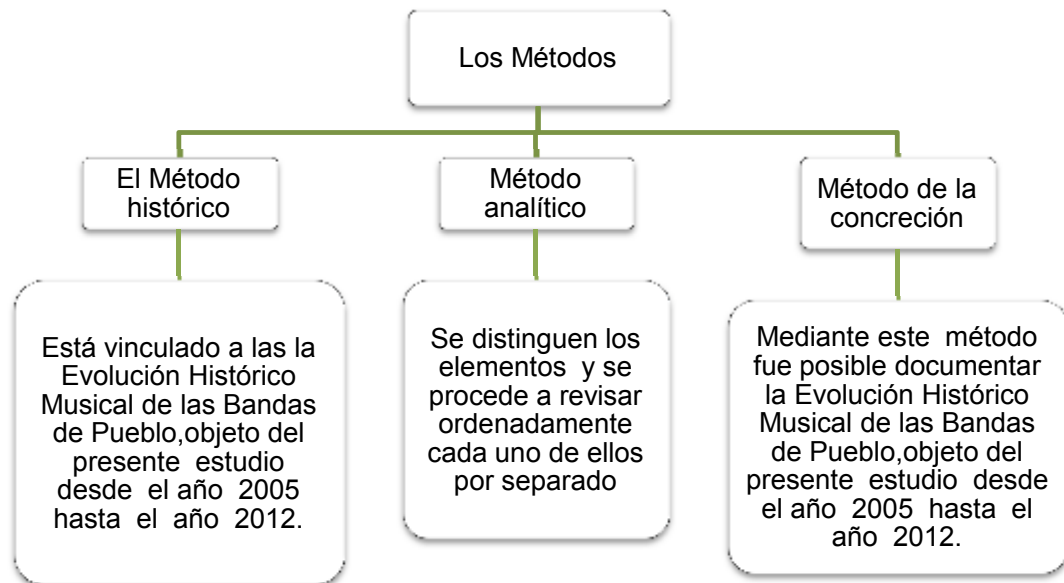 Los Métodos
El Método
histórico
Está vinculado a las la
Evolución Histórico
Musical de las Bandas
de Pueblo,objeto del
presente estudio
desde el año 2005
hasta el año 2012.
Método
analítico
Se distinguen los
elementos y se
procede a revisar
ordenadamente
cada uno de ellos
por separado
Método de la
concreción
Mediante este método
fue posible documentar
la Evolución Histórico
Musical de las Bandas
de Pueblo,objeto del
presente estudio desde
el año 2005 hasta el
año 2012.